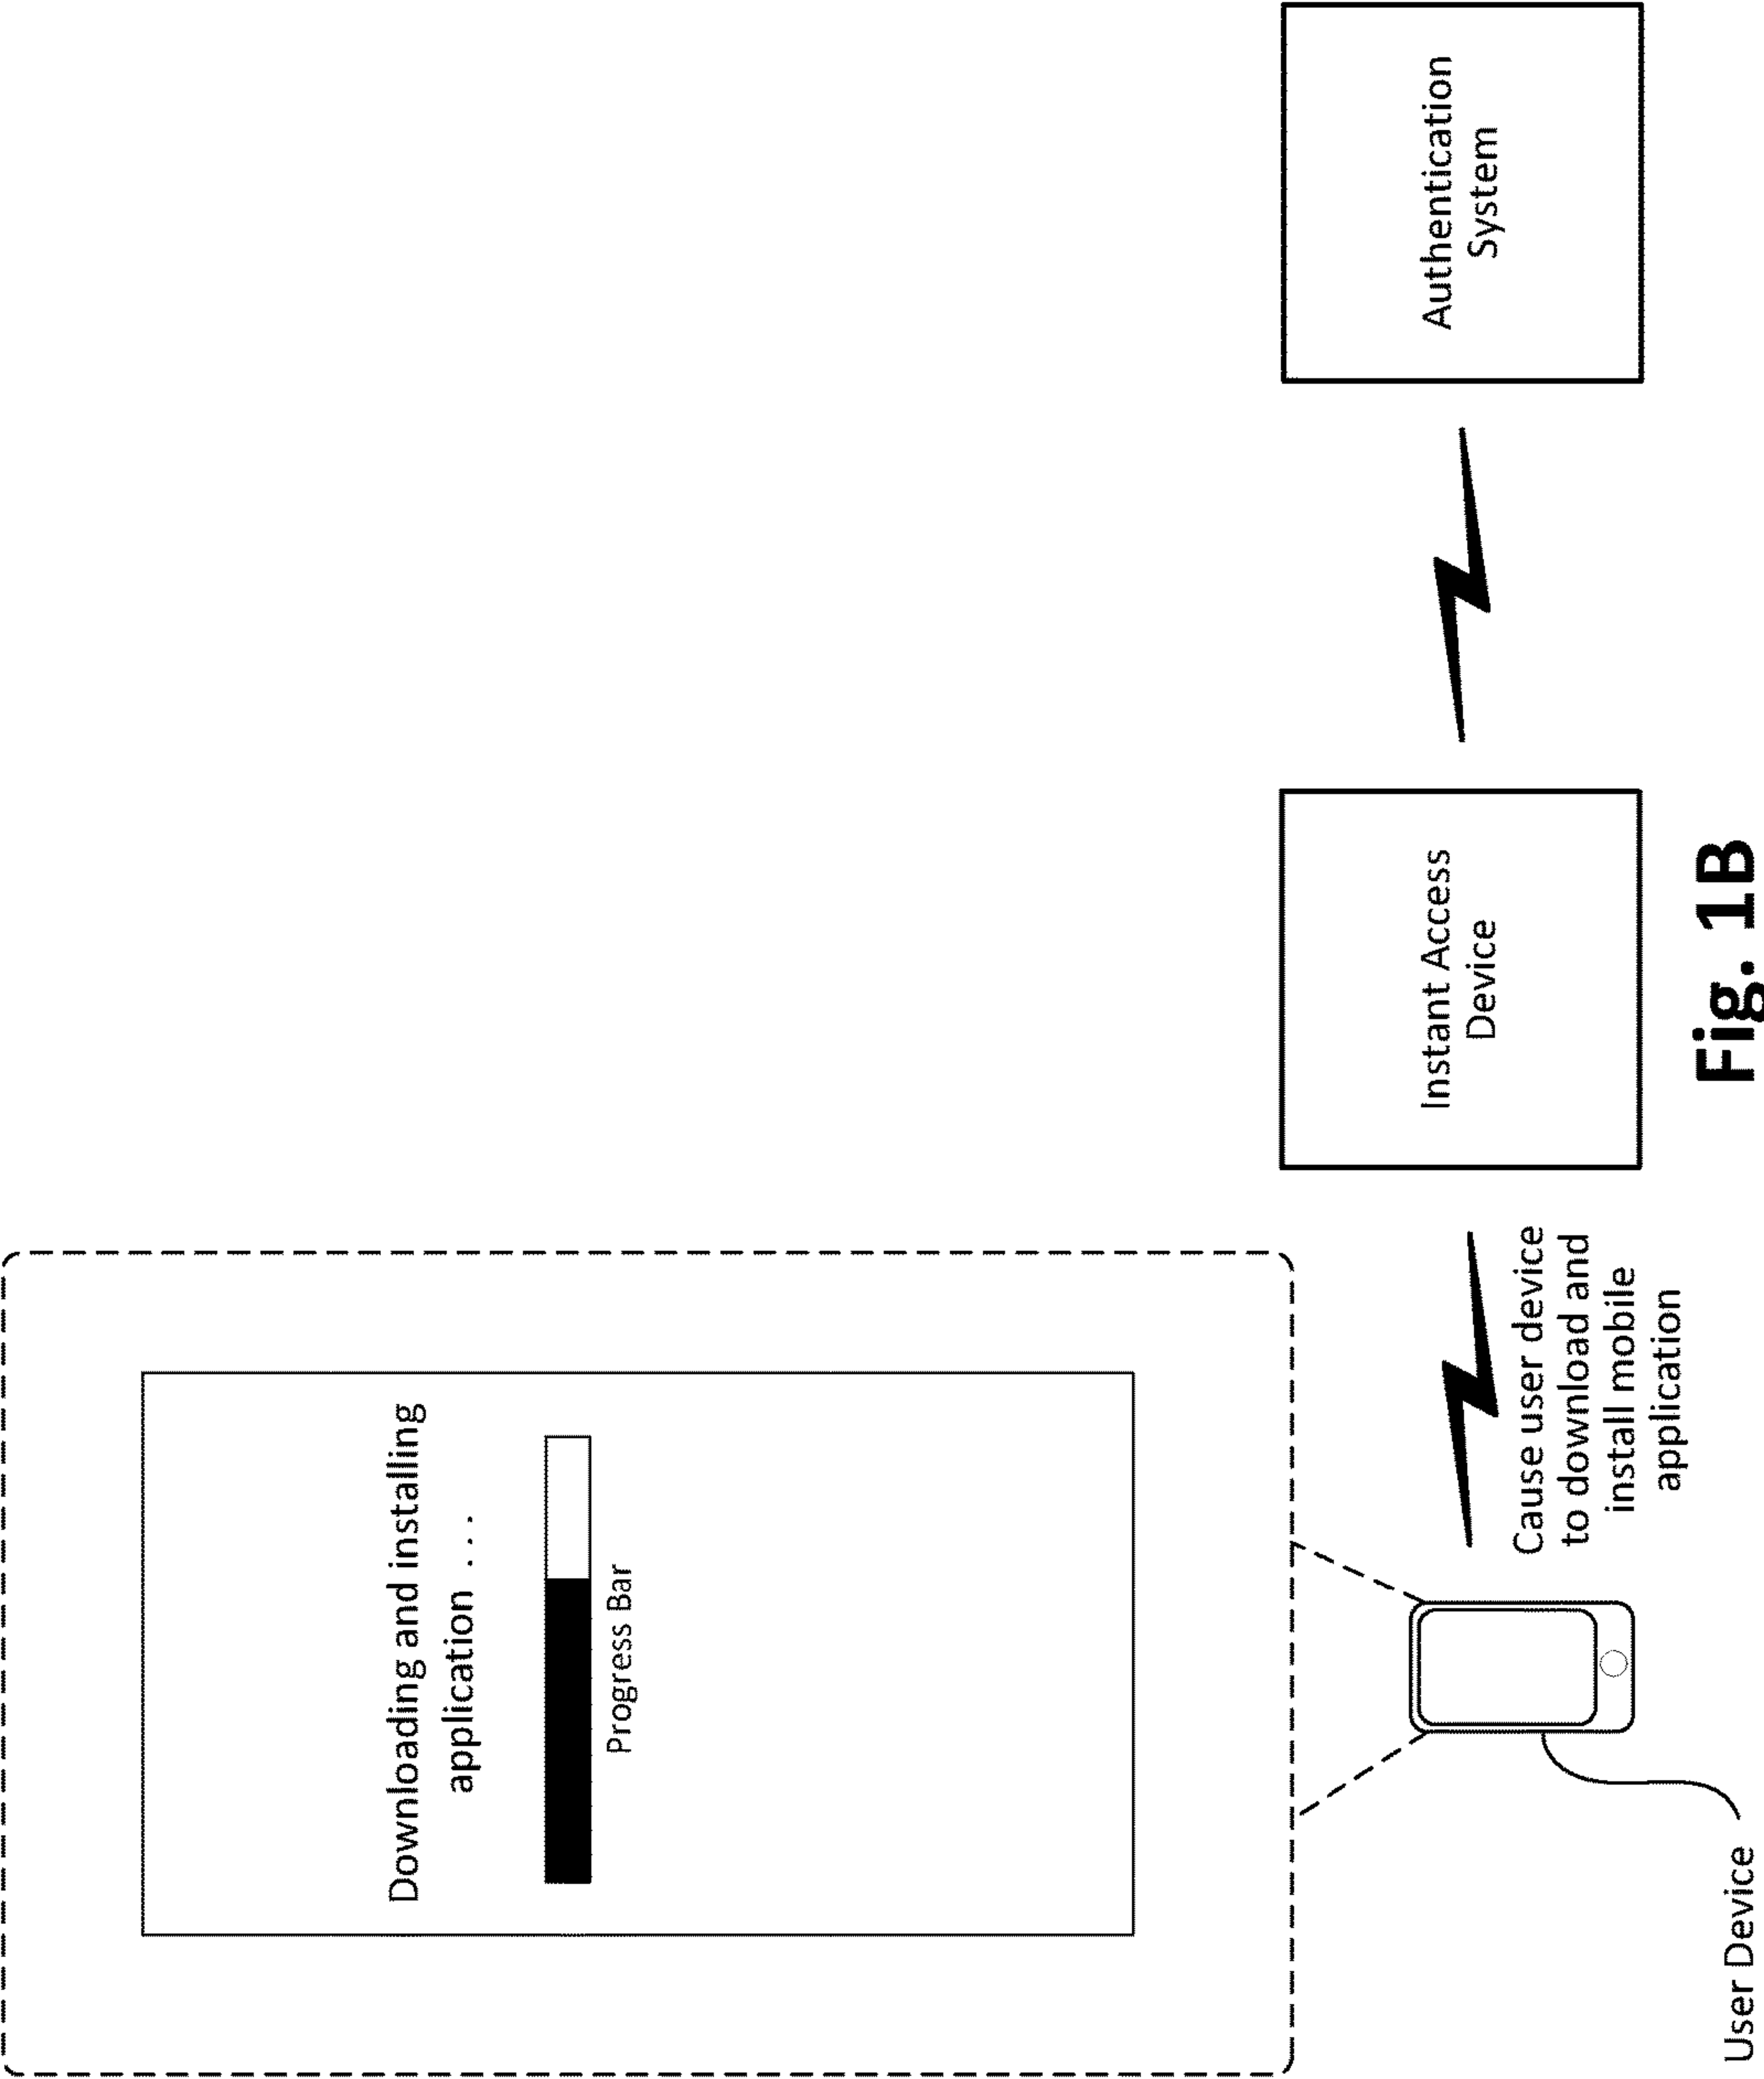 Downloading and installing
application ...
Progress Bar
User Device
Cause user device
to download and
install mobile
application
Instant Access
Device
Authentication
System
Fig. 1B